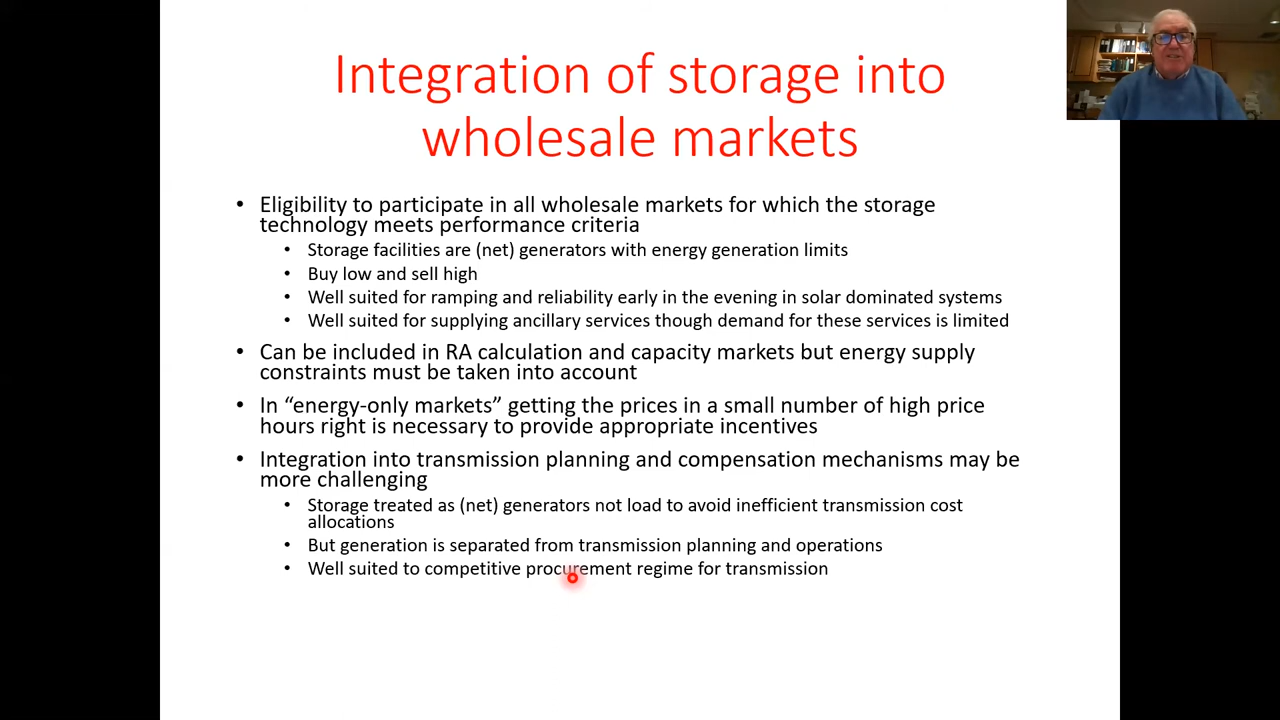 Integration of storage into
wholesale markets
• Eligibility to participate in all wholesale markets for which the storage
technology meets performance criteria
• Storage facilities are (net) generators with energy generation limits
• Buy low and sell high
• Well suited for ramping and reliability early in the evening in solar dominated systems
• Well suited for supplying ancillary services though demand for these services is limited
• Can be included in RA calculation and capacity markets but energy supply
constraints must be taken into account
• In “energy-only markets” getting the prices in a small number of high price
hours right is necessary to provide appropriate incentives
• Integration into transmission planning and compensation mechanisms may be
more challenging
• Storage treated as (net) generators not load to avoid inefficient transmission cost
allocations
• But generation is separated from transmission planning and operations
• Well suited to competitive procurement regime for transmission